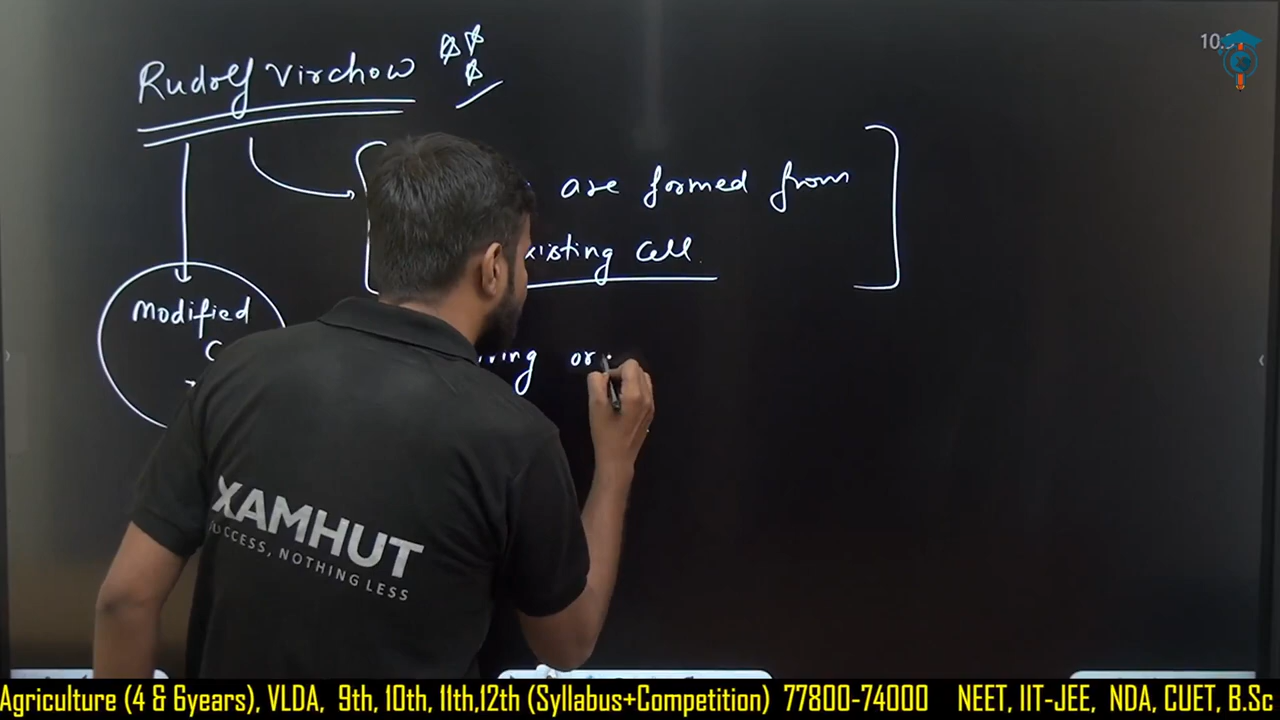 Rudolf Virchow
are formed from
xisting cell.
Modified
C
iving or
XAMHUT
SUCCESS, NOTHING LESS
Agriculture (4 & 6years), VLDA, 9th, 10th, 11th,12th (Syllabus+Competition) 77800-74000 NEET, IIT-JEE, NDA, CUET, B.Sc